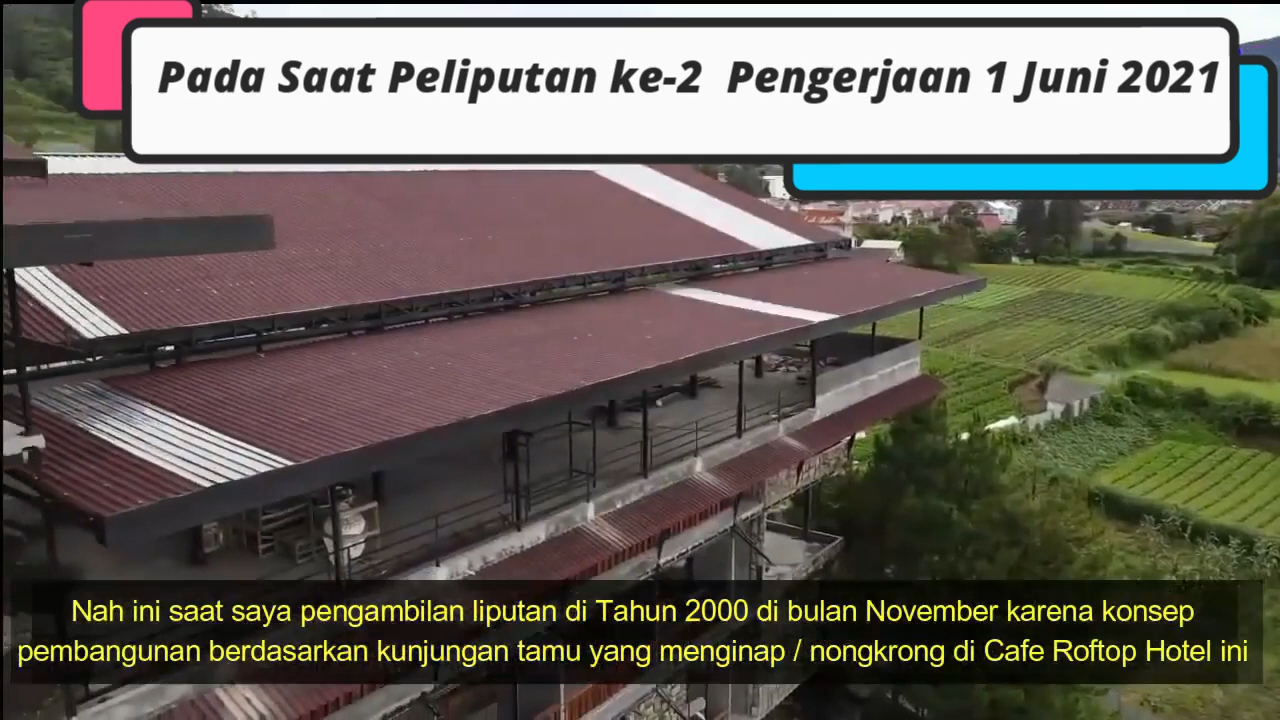 Pada Saat Peliputan ke-2 Pengerjaan 1 Juni 2021
Nah ini saat saya pengambilan liputan di Tahun 2000 di bulan November karena konsep
pembangunan berdasarkan kunjungan tamu yang menginap / nongkrong di Cafe Roftop Hotel ini